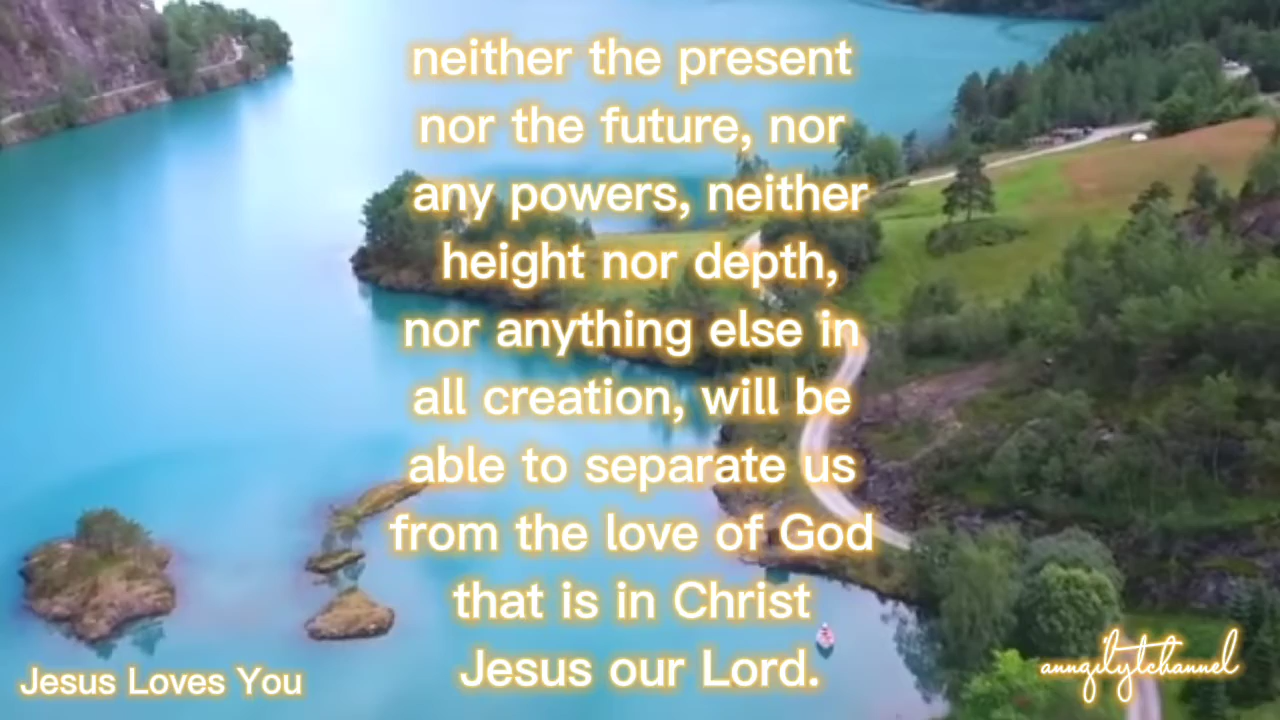 neither the present
nor the future, nor
any powers, neither
height nor depth,
nor anything else in
all creation, will be
able to separate us
from the love of God
that is in Christ
Jesus our Lord.
Jesus Loves You
anngilytchannel